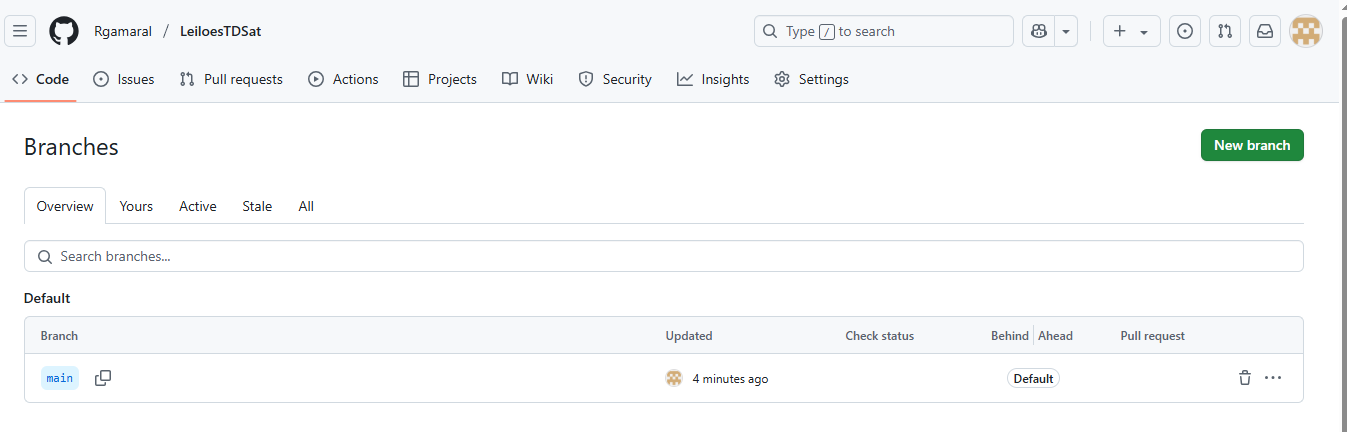 Rgamaral / LeiloesTDSat Type / to search
Code Issues Pull requests Actions Projects Wiki Security Insights Settings
Branches New branch
Overview Yours Active Stale All
Search branches...
Default
Branch Updated Check status Behind Ahead Pull request
main 4 minutes ago Default